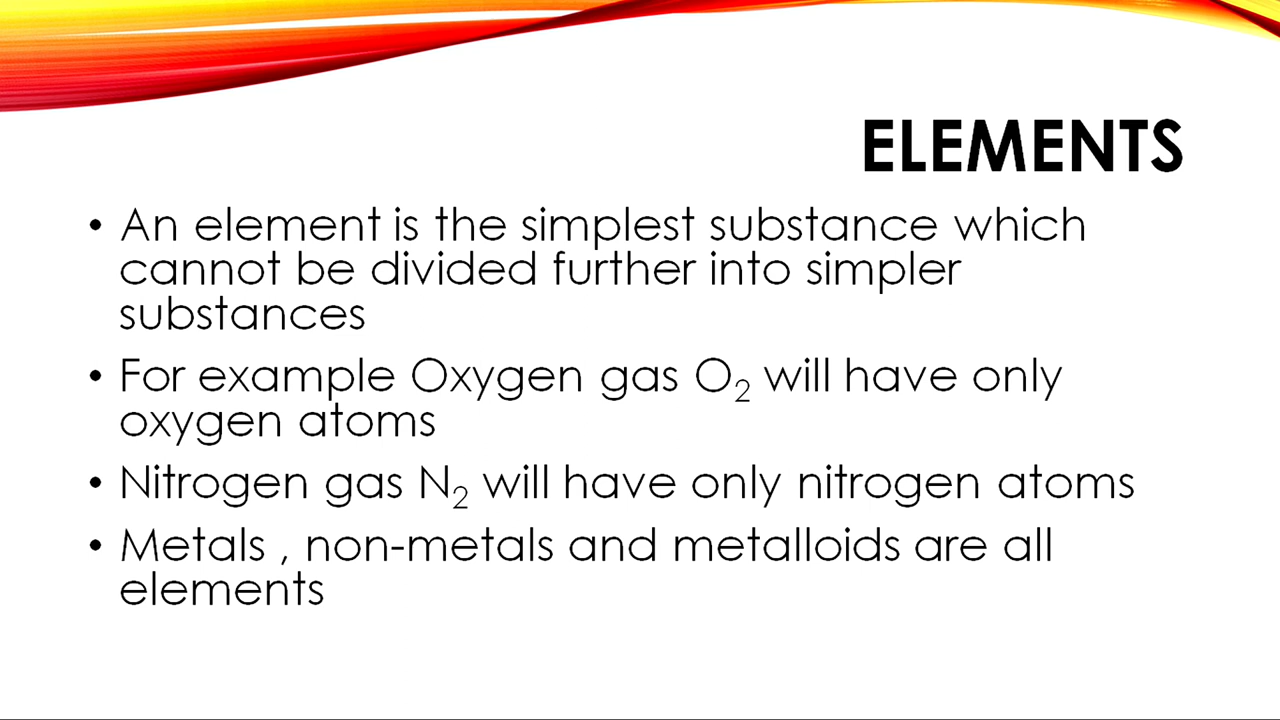 ELEMENTS
• An element is the simplest substance which
cannot be divided further into simpler
substances
• For example Oxygen gas O₂ will have only
oxygen atoms
• Nitrogen gas N₂ will have only nitrogen atoms
• Metals , non-metals and metalloids are all
elements